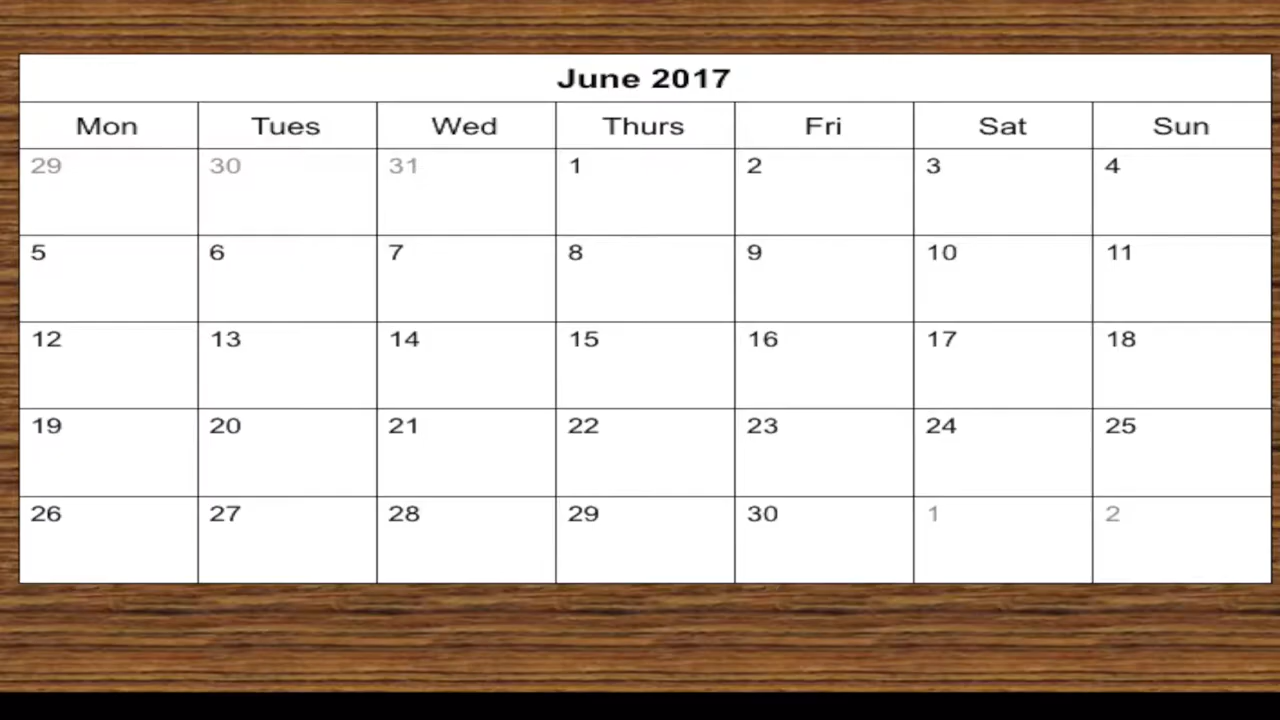 June 2017
Mon Tues Wed Thurs Fri Sat Sun
29 30 31 1 2 3 4
5 6 7 8 9 10 11
12 13 14 15 16 17 18
19 20 21 22 23 24 25
26 27 28 29 30 1 2